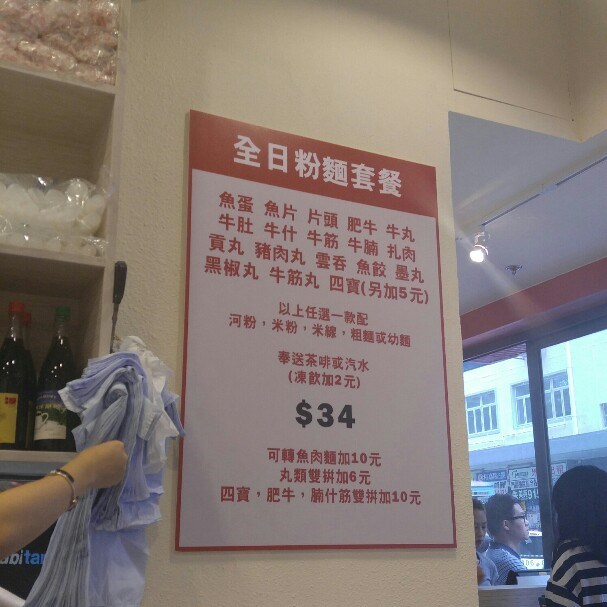 全日粉麵套餐
魚蛋 魚片 片頭 肥牛 牛丸
牛肚 牛什 牛筋 牛腩 扎肉
貢丸 豬肉丸 雲吞 魚餃 墨丸
黑椒丸 牛筋丸 四寶(另加5元)
以上任選一款配
河粉，米粉，米線，粗麵或幼麵
奉送茶啡或汽水
(凍飲加2元)
$34
可轉魚肉麵加10元
丸類雙拼加6元
四寶，肥牛，腩什筋雙拼加10元